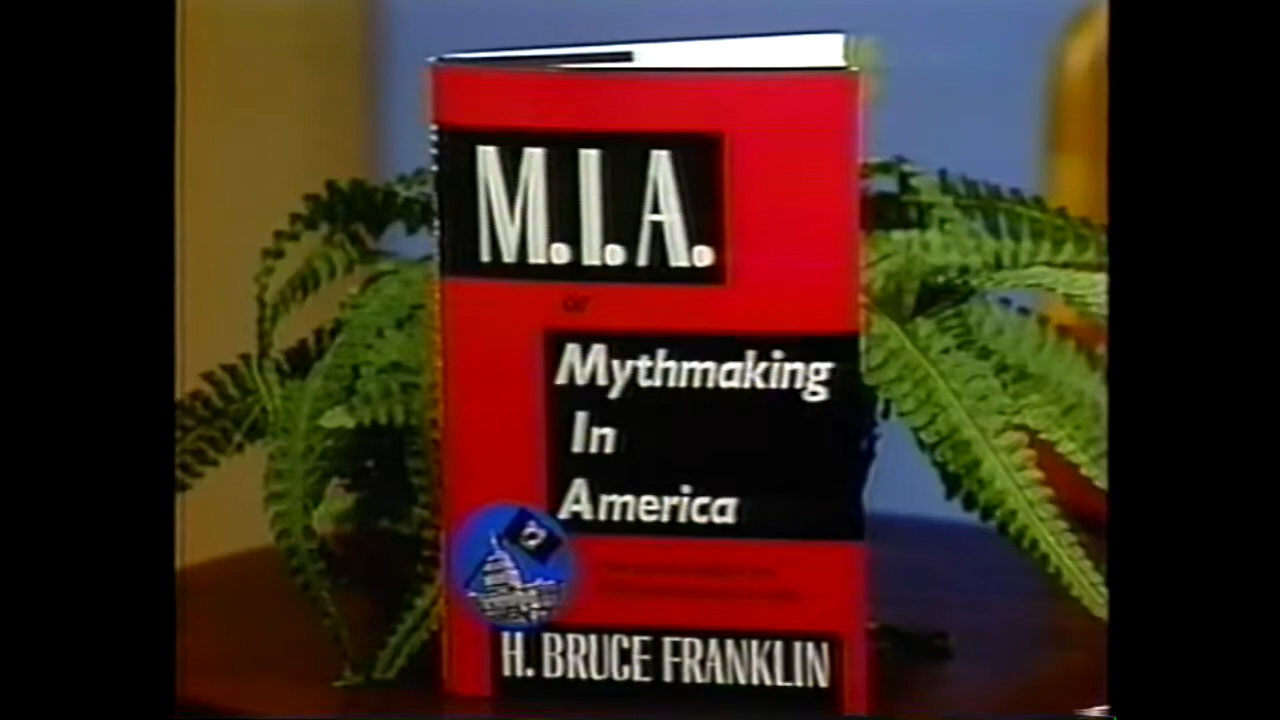 M.I.A.
or
Mythmaking
In
America
H. BRUCE FRANKLIN